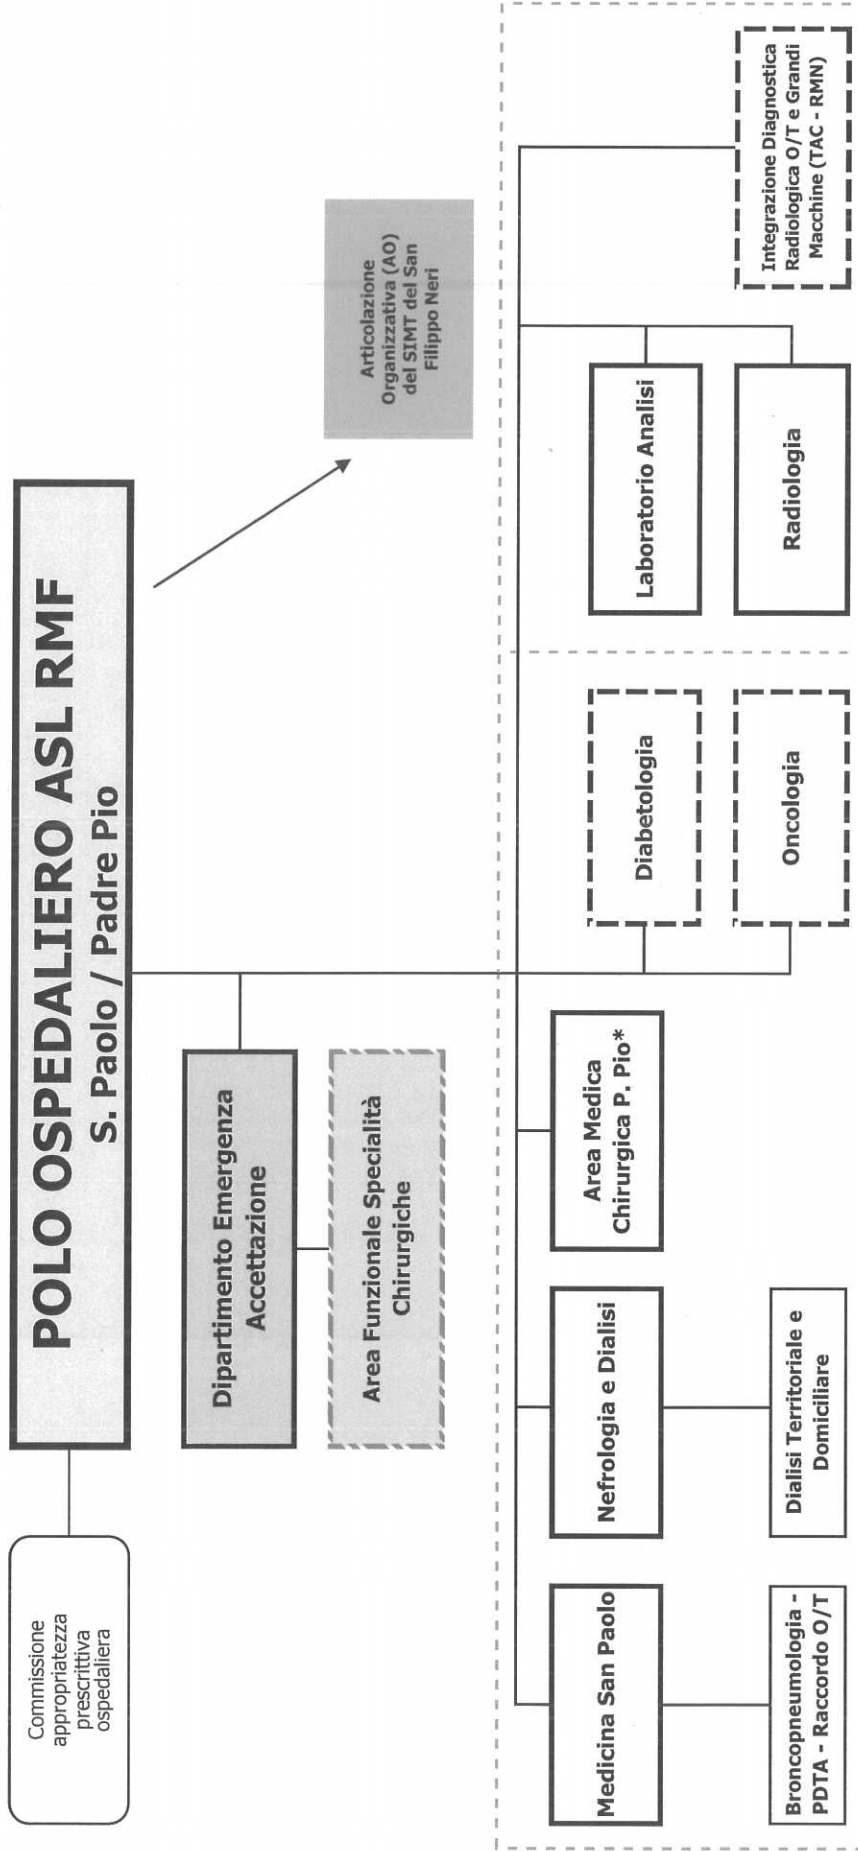 POLO OSPEDALIERO ASL RMF
S. Paolo / Padre Pio
Commissione
appropriatezza
prescrittiva
ospedaliera
Dipartimento Emergenza
Accettazione
Area Funzionale Specialità
Chirurgiche
Articolazione
Organizzativa (AO)
del SIMT del San
Filippo Neri
Medicina San Paolo
Broncopneumologia -
PDTA - Raccordo O/T
Nefrologia e Dialisi
Dialisi Territoriale e
Domiciliare
Area Medica
Chirurgica P. Pio*
Diabetologia
Oncologia
Laboratorio Analisi
Radiologia
Integrazione Diagnostica
Radiologica O/T e Grandi
Macchine (TAC - RMN)